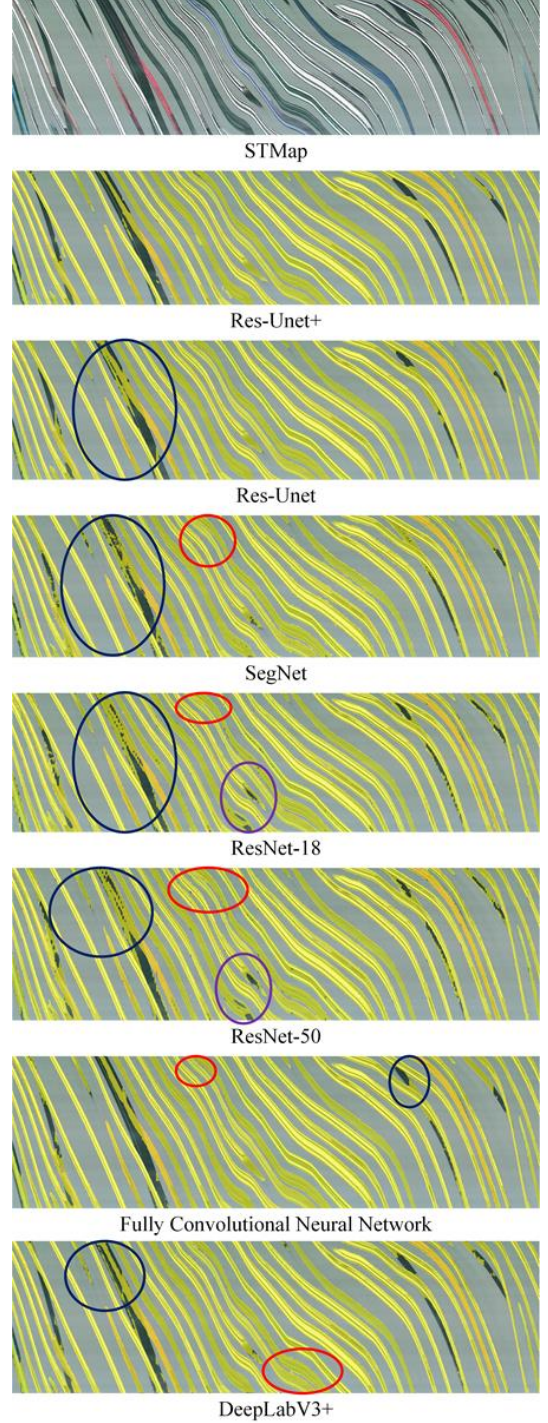 STMap
Res-Unet+
Res-Unet
SegNet
ResNet-18
ResNet-50
Fully Convolutional Neural Network
DeepLabV3+